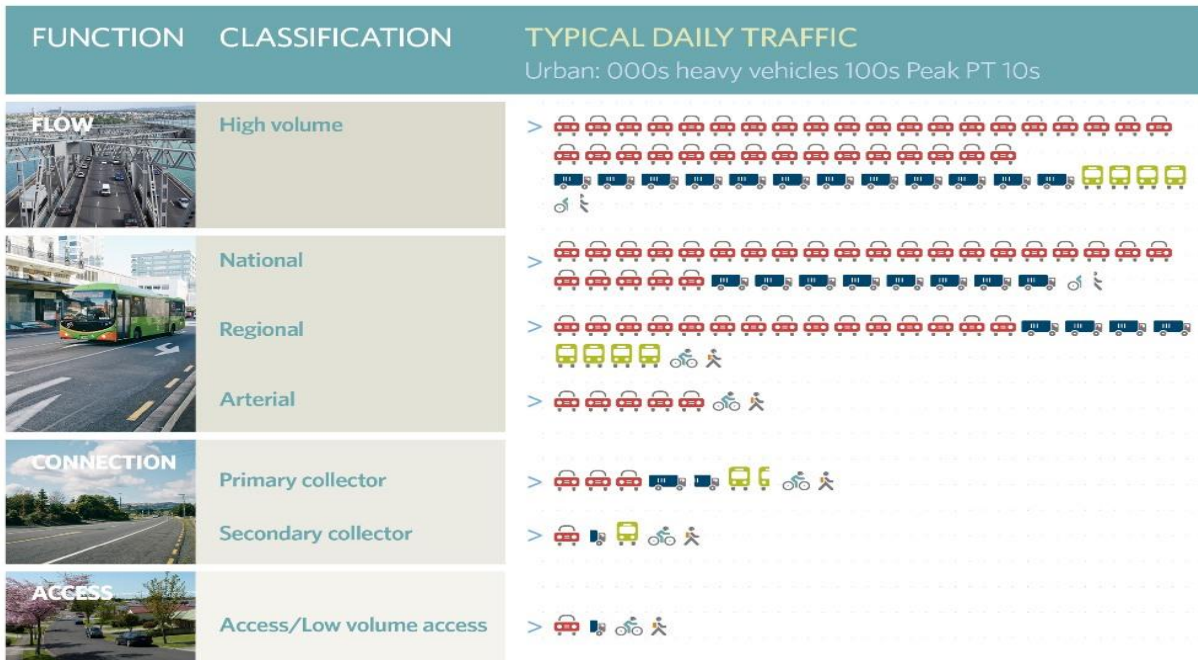 FUNCTION
CLASSIFICATION
TYPICAL DAILY TRAFFIC
Urban: 000s heavy vehicles 100s Peak PT 10s
FLOW
High volume
>
National
>
Regional
>
Arterial
>
CONNECTION
Primary collector
>
Secondary collector
>
ACCESS
Access/Low volume access
>